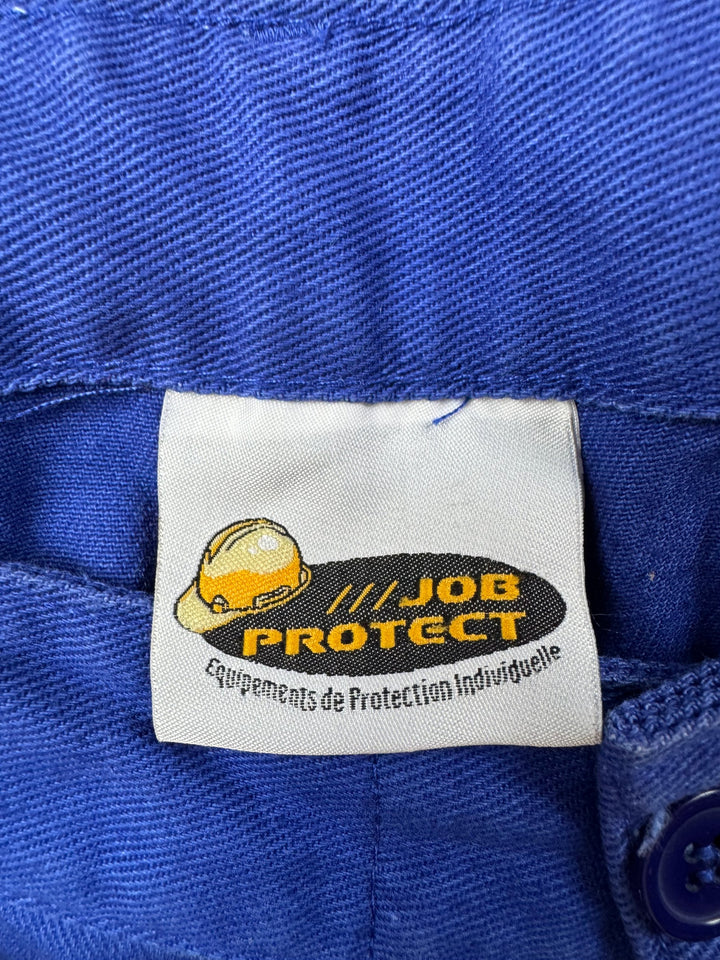 ///JOB
PROTECT
Equipements de Protection Individuelle